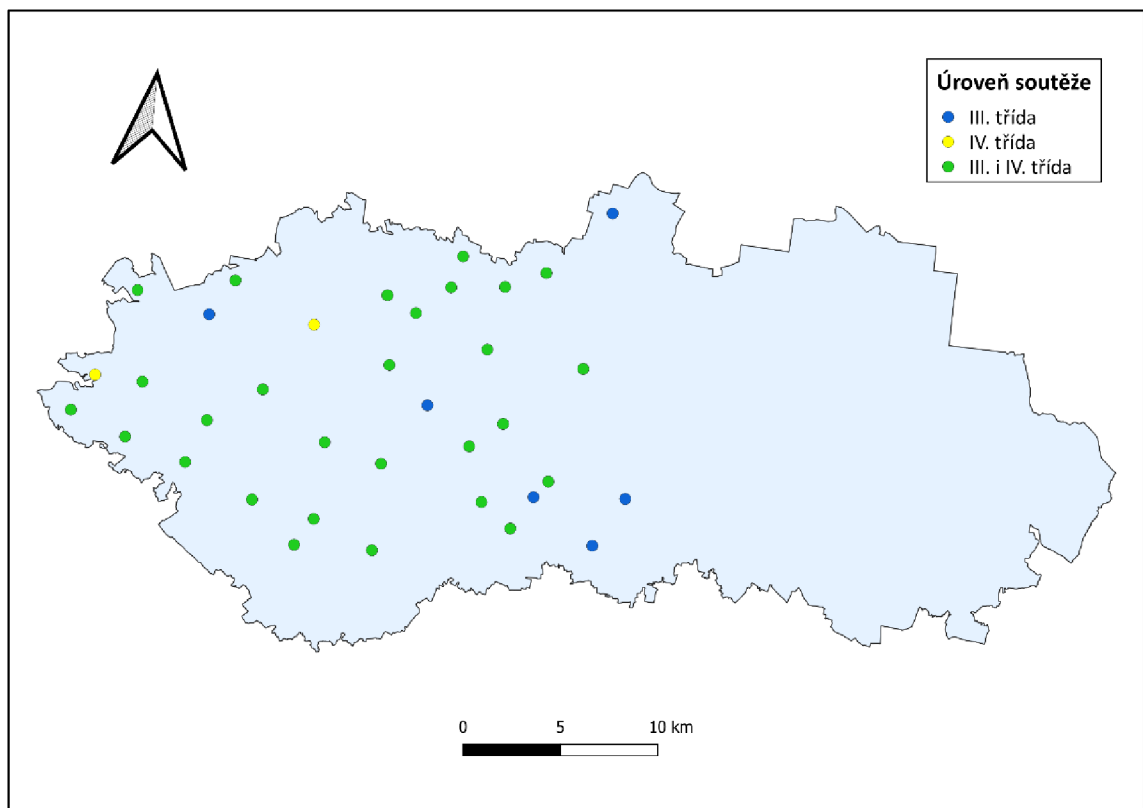 Úroveň soutěže
III. třída
IV. třída
III. i IV. třída
0 5 10 km